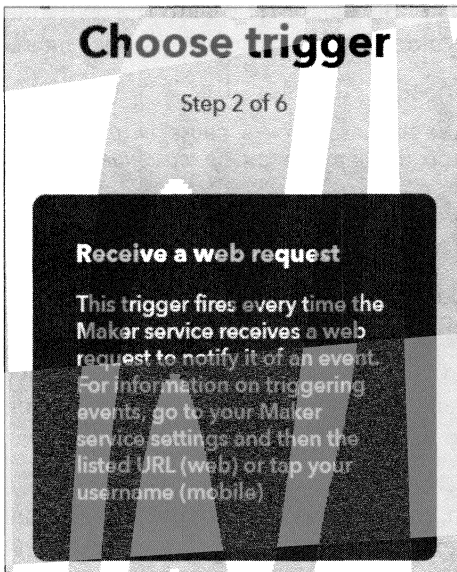 Choose trigger
Step 2 of 6
Receive a web request
This trigger fires every time the
Maker service receives a web
request to notify it of an event.
For information on triggering
events, go to your Maker
service settings and then the
listed URL (web) or tap your
username (mobile)